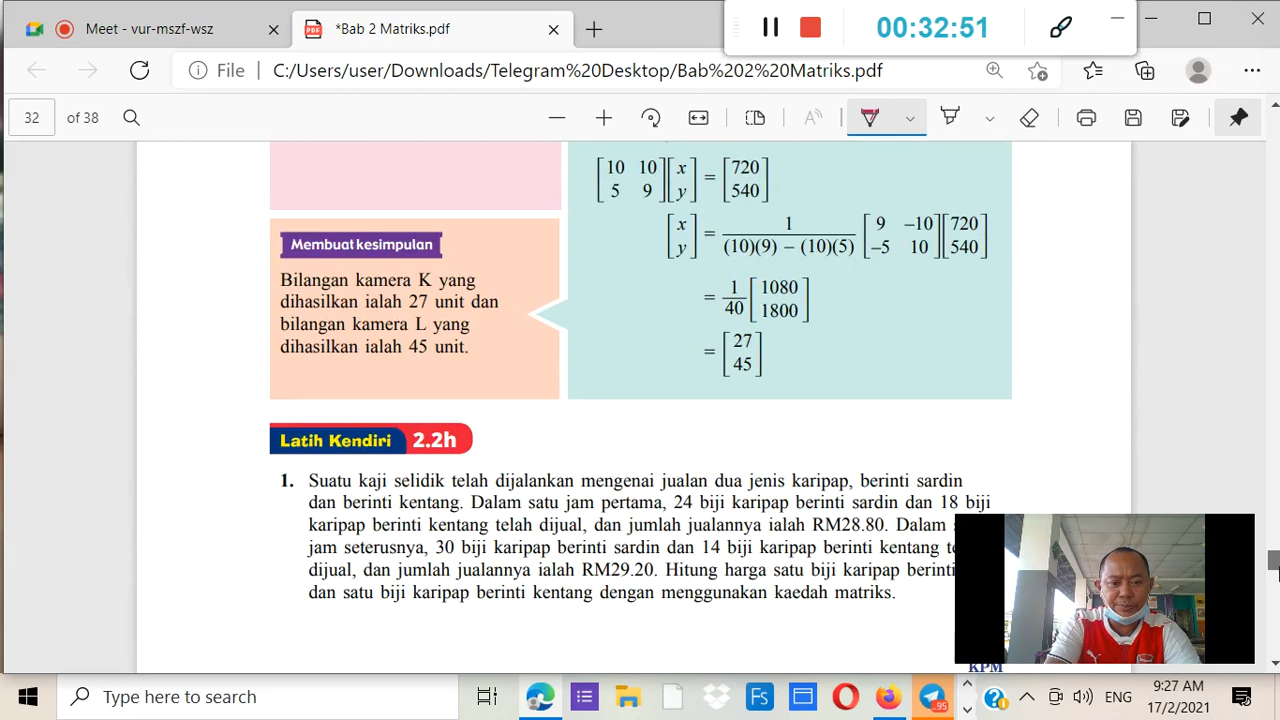 00:32:51
Meet - vur-mszf-wsz
*Bab 2 Matriks.pdf
File
C:/Users/user/Downloads/Telegram%20Desktop/Bab%202%20Matriks.pdf
32 of 38
[10 10 5 9][x y] = [720 540]
[x y] = 1/((10)(9) – (10)(5)) [9 –10 –5 10][720 540]
= 1/40 [1080 1800]
= [27 45]
Membuat kesimpulan
Bilangan kamera K yang
dihasilkan ialah 27 unit dan
bilangan kamera L yang
dihasilkan ialah 45 unit.
Latih Kendiri 2.2h
1. Suatu kaji selidik telah dijalankan mengenai jualan dua jenis karipap, berinti sardin
dan berinti kentang. Dalam satu jam pertama, 24 biji karipap berinti sardin dan 18 biji
karipap berinti kentang telah dijual, dan jumlah jualannya ialah RM28.80. Dalam
jam seterusnya, 30 biji karipap berinti sardin dan 14 biji karipap berinti kentang
dijual, dan jumlah jualannya ialah RM29.20. Hitung harga satu biji karipap berinti
dan satu biji karipap berinti kentang dengan menggunakan kaedah matriks.
KPM
Type here to search
Fs
95
ENG
9:27 AM
17/2/2021